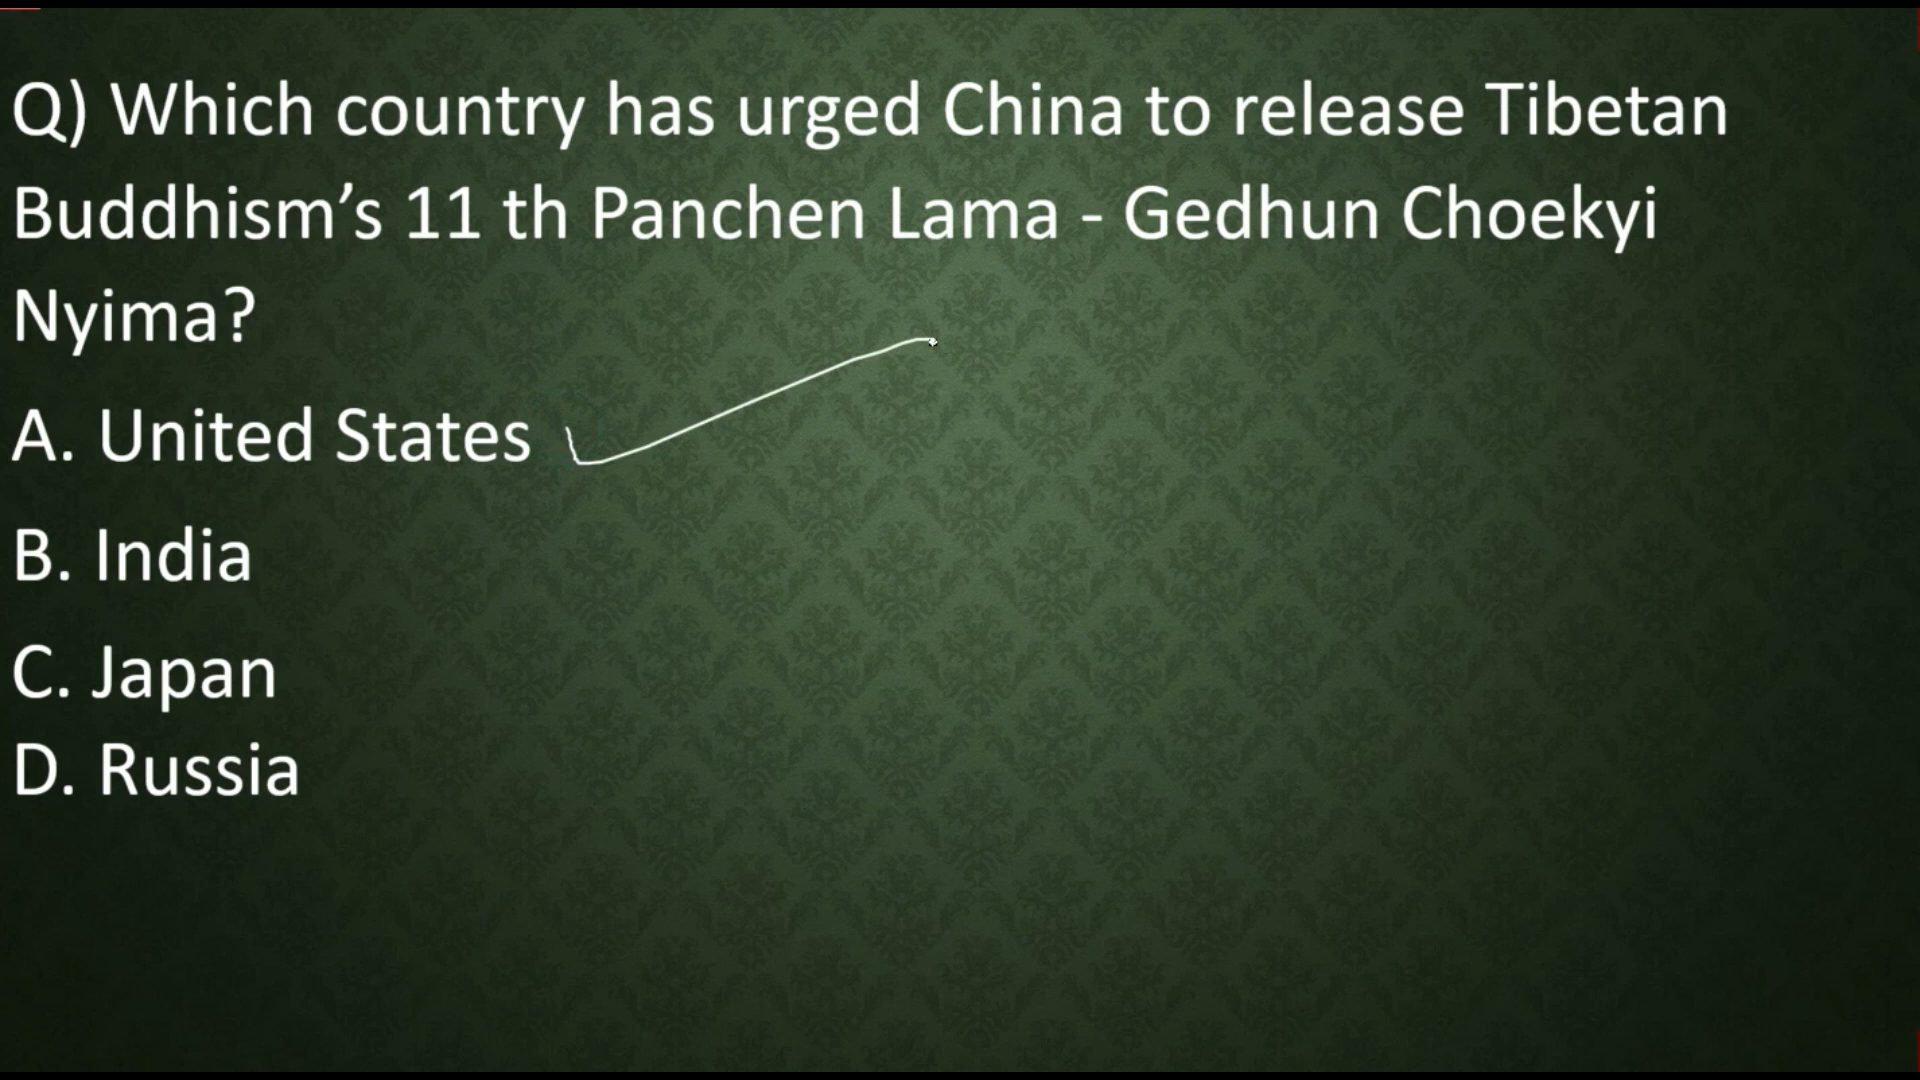 Q) Which country has urged China to release Tibetan
Buddhism’s 11 th Panchen Lama - Gedhun Choekyi
Nyima?
A. United States
B. India
C. Japan
D. Russia